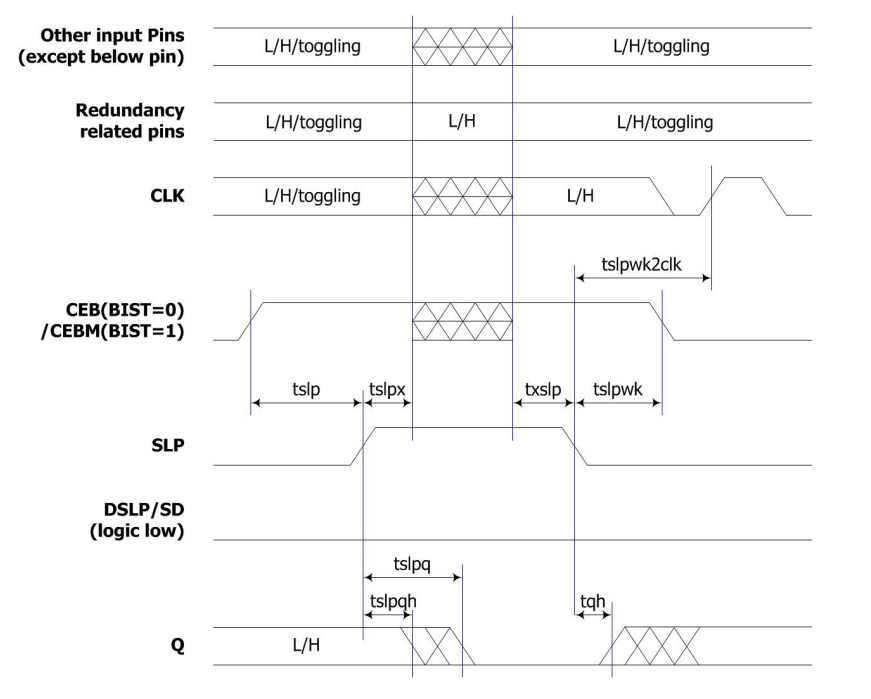 Other input Pins
(except below pin)
L/H/toggling
L/H/toggling
Redundancy
related pins
L/H/toggling
L/H
L/H/toggling
CLK
L/H/toggling
L/H
tslpwk2clk
CEB(BIST=0)
/CEBM(BIST=1)
tslp
tslpx
txslp
tslpwk
SLP
DSLP/SD
(logic low)
tslpq
tslpqh
tqh
Q
L/H